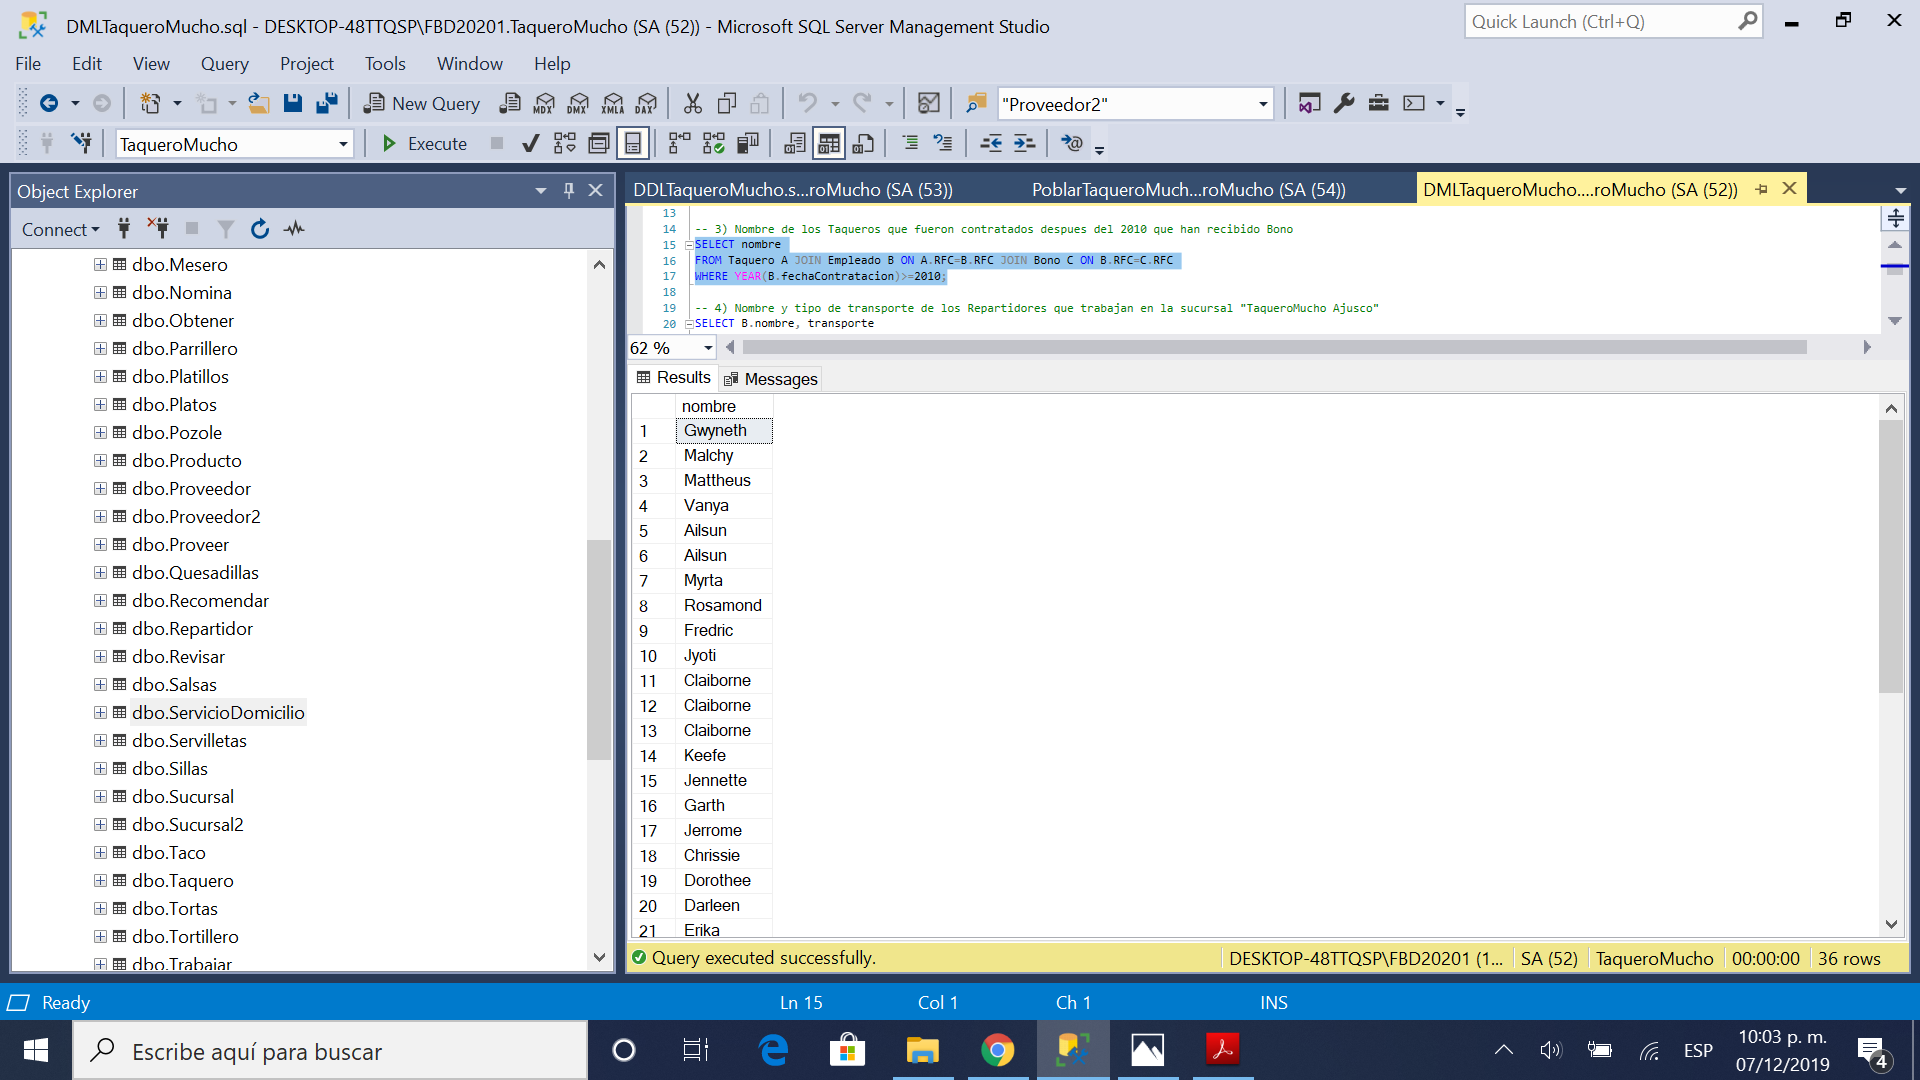 DMLTaqueroMucho.sql - DESKTOP-48TTQSP\FBD20201.TaqueroMucho (SA (52)) - Microsoft SQL Server Management Studio
Quick Launch (Ctrl+Q)
File Edit View Query Project Tools Window Help
New Query
MDX DMX XMLA DAX
"Proveedor2"
TaqueroMucho
Execute
Object Explorer
Connect
dbo.Mesero
dbo.Nomina
dbo.Obtener
dbo.Parrillero
dbo.Platillos
dbo.Platos
dbo.Pozole
dbo.Producto
dbo.Proveedor
dbo.Proveedor2
dbo.Proveer
dbo.Quesadillas
dbo.Recomendar
dbo.Repartidor
dbo.Revisar
dbo.Salsas
dbo.ServicioDomicilio
dbo.Servilletas
dbo.Sillas
dbo.Sucursal
dbo.Sucursal2
dbo.Taco
dbo.Taquero
dbo.Tortas
dbo.Tortillero
dbo.Trabajar
DDLTaqueroMucho.s...roMucho (SA (53))
PoblarTaqueroMuch...roMucho (SA (54))
DMLTaqueroMucho....roMucho (SA (52))
13
14 -- 3) Nombre de los Taqueros que fueron contratados despues del 2010 que han recibido Bono
15 SELECT nombre
16 FROM Taquero A JOIN Empleado B ON A.RFC=B.RFC JOIN Bono C ON B.RFC=C.RFC
17 WHERE YEAR(B.fechaContratacion)>=2010;
18
19 -- 4) Nombre y tipo de transporte de los Repartidores que trabajan en la sucursal "TaqueroMucho Ajusco"
20 SELECT B.nombre, transporte
62 %
Results Messages
nombre
1 Gwyneth
2 Malchy
3 Mattheus
4 Vanya
5 Ailsun
6 Ailsun
7 Myrta
8 Rosamond
9 Fredric
10 Jyoti
11 Claiborne
12 Claiborne
13 Claiborne
14 Keefe
15 Jennette
16 Garth
17 Jerrome
18 Chrissie
19 Dorothee
20 Darleen
21 Erika
Query executed successfully.
DESKTOP-48TTQSP\FBD20201 (1... SA (52) TaqueroMucho 00:00:00 36 rows
Ready
Ln 15 Col 1 Ch 1 INS
Escribe aquí para buscar
ESP
10:03 p. m.
07/12/2019
4